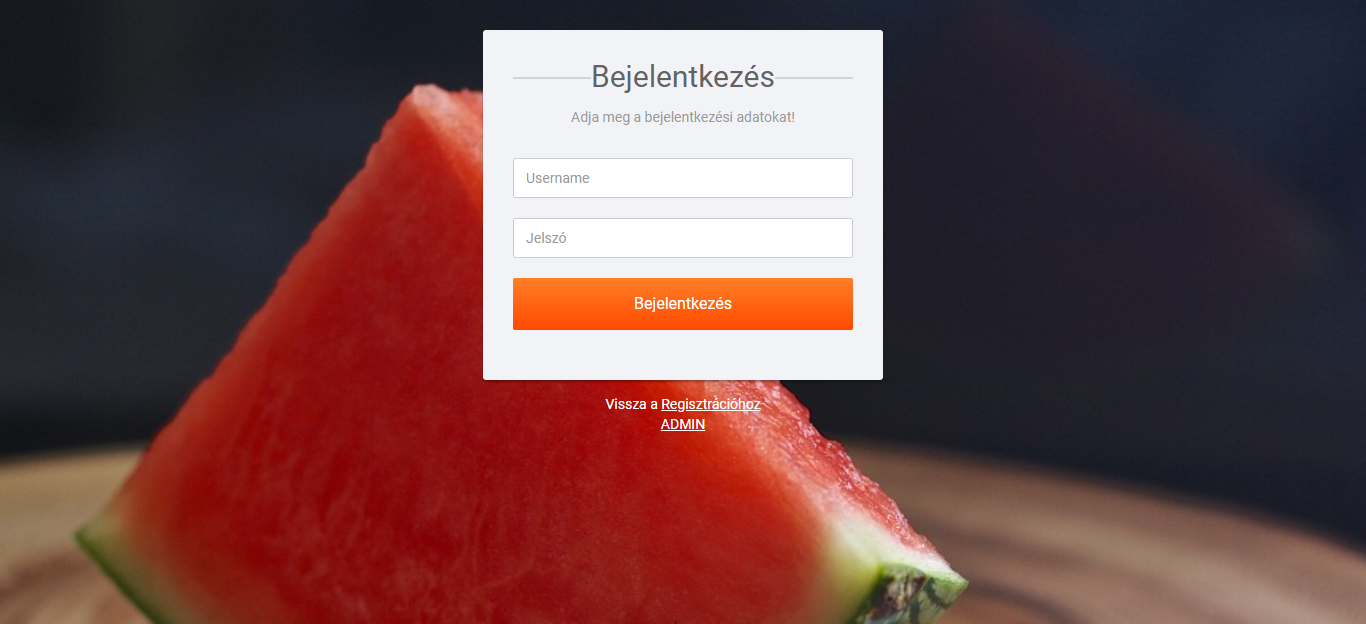 Bejelentkezés
Adja meg a bejelentkezési adatokat!
Username
Jelszó
Bejelentkezés
Vissza a Regisztrációhoz
ADMIN